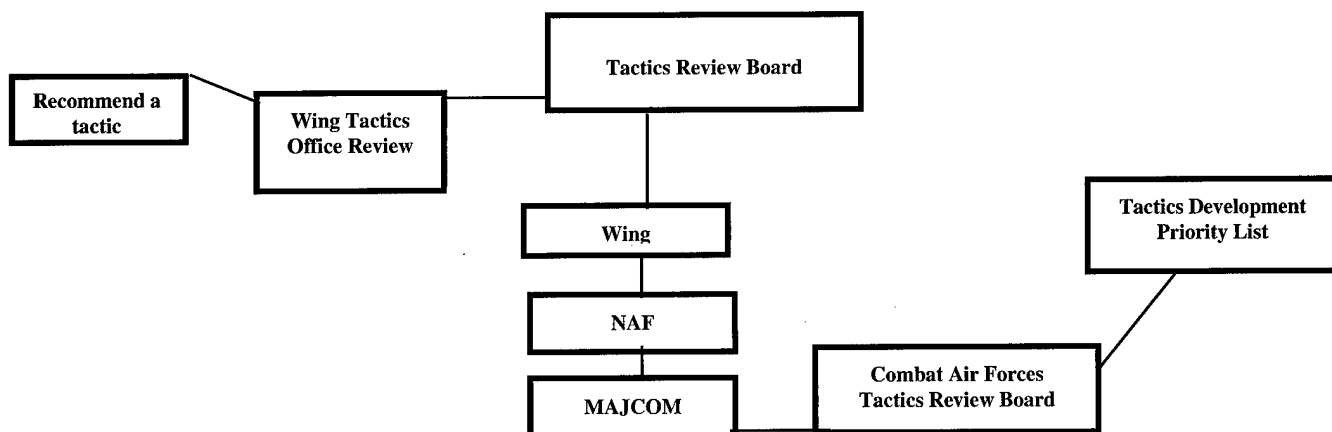 Recommend a
tactic
Wing Tactics
Office Review
Tactics Review Board
Wing
NAF
MAJCOM
Combat Air Forces
Tactics Review Board
Tactics Development
Priority List